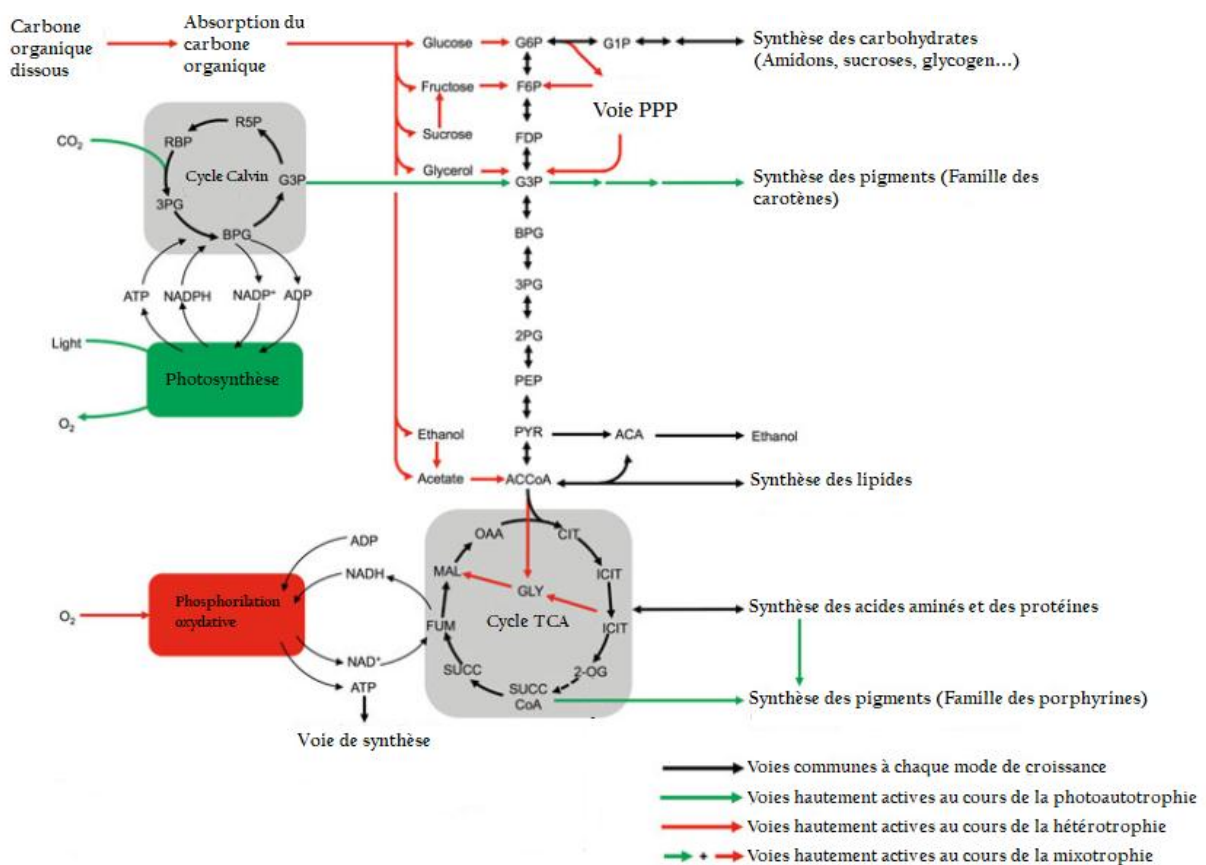 Carbone
organique
dissous
Absorption du
carbone
organique
Glucose
G6P
G1P
Synthèse des carbohydrates
(Amidons, sucroses, glycogen...)
Fructose
F6P
Voie PPP
Sucrose
FDP
Glycerol
G3P
Synthèse des pigments (Famille des
carotènes)
CO₂
R5P
RBP
Cycle Calvin
G3P
3PG
BPG
ATP
NADPH
NADP⁺
ADP
Light
Photosynthèse
O₂
BPG
3PG
2PG
PEP
PYR
ACA
Ethanol
Ethanol
Acetate
ACCoA
Synthèse des lipides
ADP
NADH
O₂
Phosphorilation
oxydative
NAD⁺
ATP
Voie de synthèse
OAA
CIT
MAL
ICIT
GLY
FUM
Cycle TCA
ICIT
SUCC
2-OG
SUCC
CoA
Synthèse des acides aminés et des protéines
Synthèse des pigments (Famille des porphyrines)
Voies communes à chaque mode de croissance
Voies hautement actives au cours de la photoautotrophie
Voies hautement actives au cours de la hétérotrophie
+ Voies hautement actives au cours de la mixotrophie